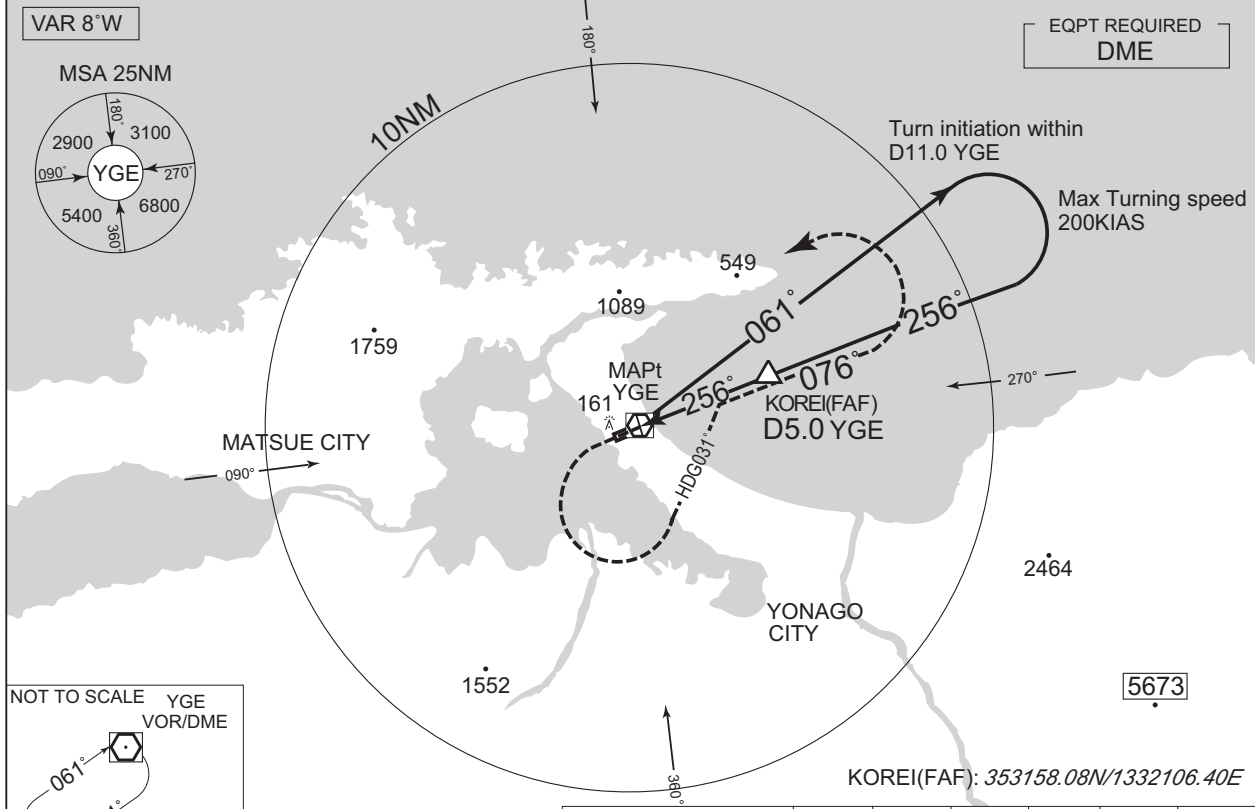 VAR 8°W
EQPT REQUIRED
DME
MSA 25NM
180°
2900
3100
090°
YGE
270°
5400
6800
360°
180°
10NM
Turn initiation within
D11.0 YGE
Max Turning speed
200KIAS
549
1089
1759
061°
256°
MAPt
YGE
161
256°
076°
KOREI(FAF)
D5.0 YGE
270°
MATSUE CITY
090°
HDG031°
2464
YONAGO
CITY
1552
5673
NOT TO SCALE
YGE
VOR/DME
061°
360°
KOREI(FAF): 353158.08N/1332106.40E